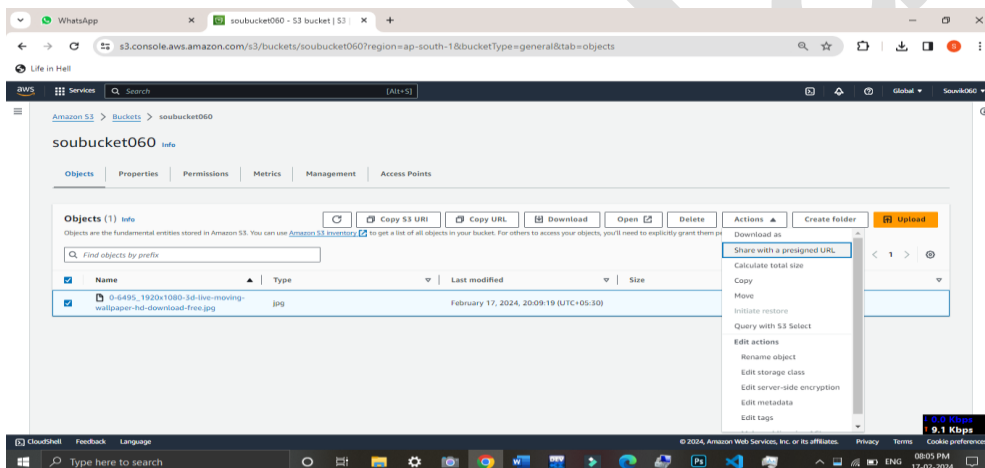 WhatsApp
soubucket060 - S3 bucket | S3 |
s3.console.aws.amazon.com/s3/buckets/soubucket060?region=ap-south-1&bucketType=general&tab=objects
S
Life in Hell
aws
Services
Search
[Alt+S]
Global
Souvik060
Amazon S3 > Buckets > soubucket060
soubucket060 Info
Objects
Properties
Permissions
Metrics
Management
Access Points
Objects (1) Info
Copy S3 URI
Copy URL
Download
Open
Delete
Actions
Create folder
Upload
Objects are the fundamental entities stored in Amazon S3. You can use Amazon S3 inventory to get a list of all objects in your bucket. For others to access your objects, you'll need to explicitly grant them
Find objects by prefix
1
Name
Type
Last modified
Size
0-6495_1920x1080-3d-live-moving-
wallpaper-hd-download-free.jpg
jpg
February 17, 2024, 20:09:19 (UTC+05:30)
Download as
Share with a presigned URL
Calculate total size
Copy
Move
Initiate restore
Query with S3 Select
Edit actions
Rename object
Edit storage class
Edit server-side encryption
Edit metadata
Edit tags
0.0 Kbps
9.1 Kbps
CloudShell
Feedback
Language
© 2024, Amazon Web Services, Inc. or its affiliates.
Privacy
Terms
Cookie preferences
Type here to search
DEV
Ps
ENG
08:05 PM
17-02-2024